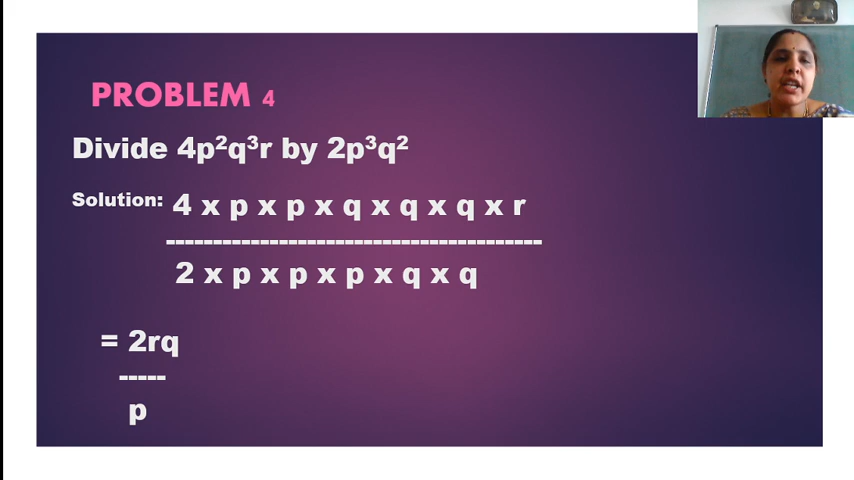 PROBLEM 4
Divide 4p²q³r by 2p³q²
Solution: 4 x p x p x q x q x q x r
---------------------------------------
2 x p x p x p x q x q
= 2rq
-----
p